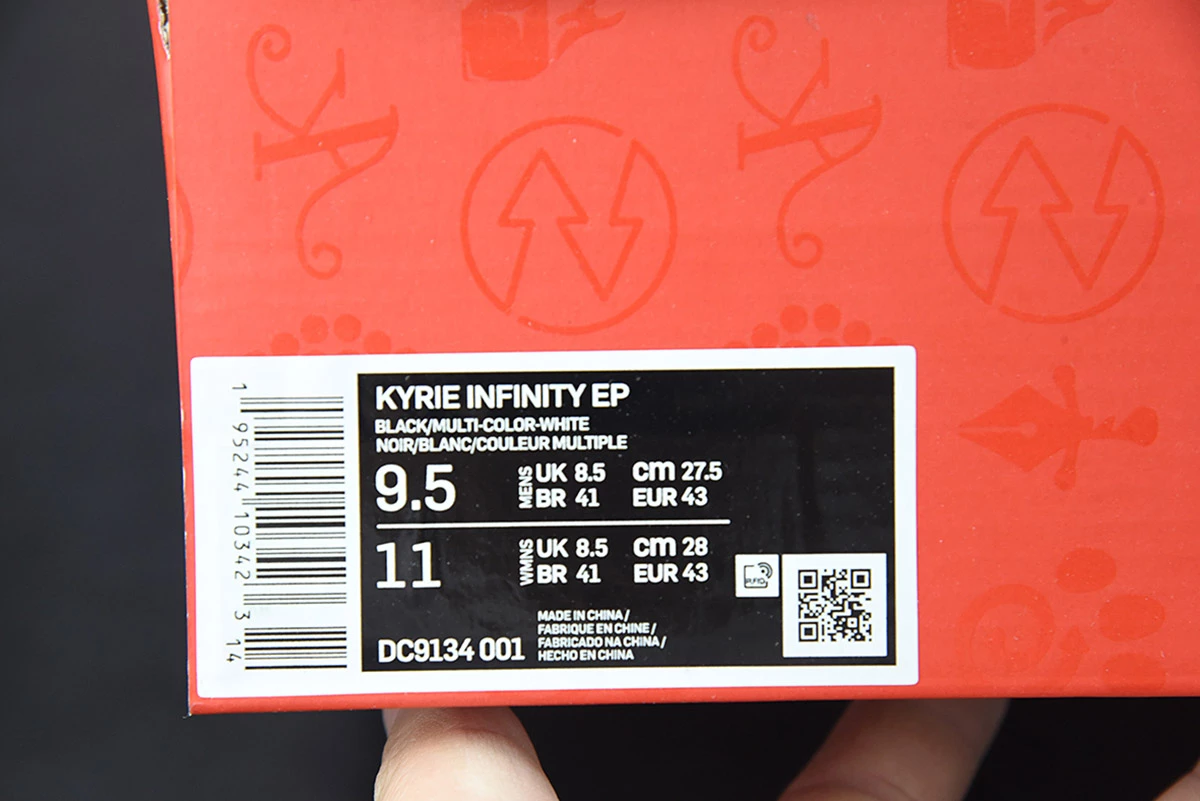 KYRIE INFINITY EP
BLACK/MULTI-COLOR-WHITE
NOIR/BLANC/COULEUR MULTIPLE
9.5 MENS UK 8.5 cm 27.5
BR 41 EUR 43
11 WMNS UK 8.5 cm 28
BR 41 EUR 43
RFID
MADE IN CHINA /
FABRIQUE EN CHINE /
FABRICADO NA CHINA /
HECHO EN CHINA
DC9134 001
1 95244 10342 3 14